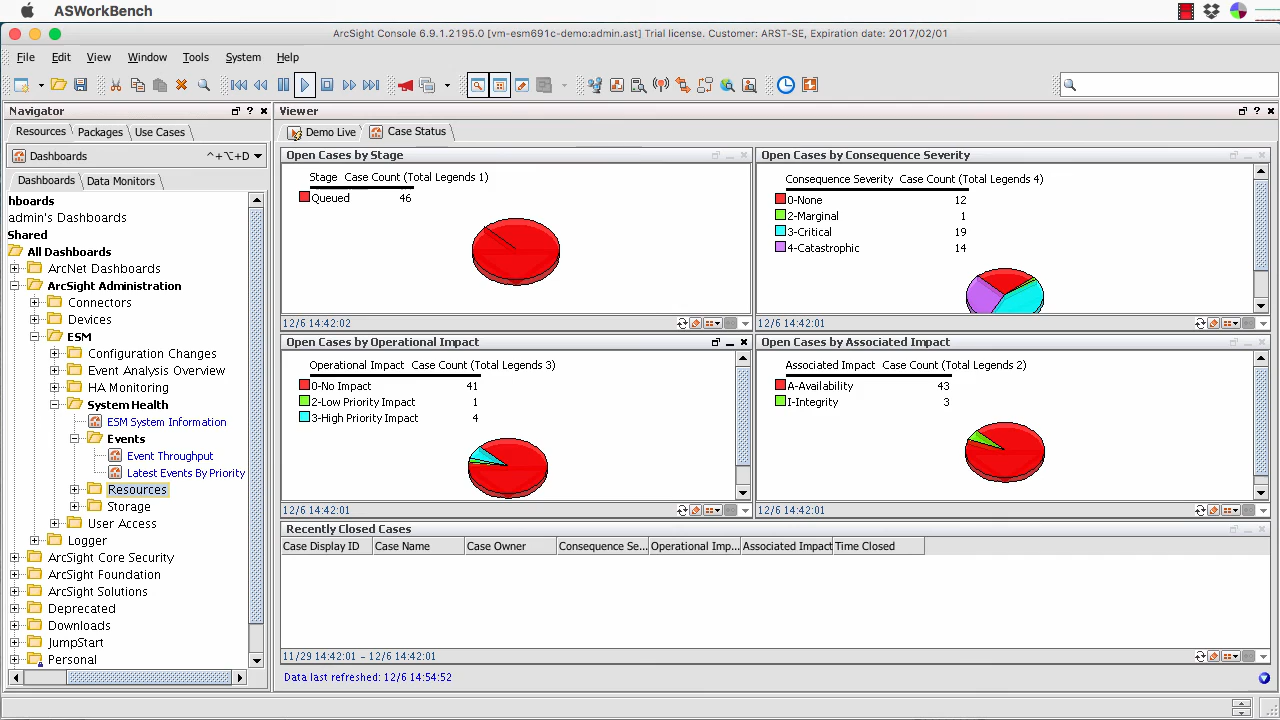 ASWorkBench
ArcSight Console 6.9.1.2195.0 [vm-esm691c-demo:admin.ast] Trial license. Customer: ARST-SE, Expiration date: 2017/02/01
File Edit View Window Tools System Help
Navigator
? 
Resources Packages Use Cases
Dashboards ^+⌥+D
Dashboards Data Monitors
hboards
admin's Dashboards
Shared
All Dashboards
ArcNet Dashboards
ArcSight Administration
Connectors
Devices
ESM
Configuration Changes
Event Analysis Overview
HA Monitoring
System Health
ESM System Information
Events
Event Throughput
Latest Events By Priority
Resources
Storage
User Access
Logger
ArcSight Core Security
ArcSight Foundation
ArcSight Solutions
Deprecated
Downloads
JumpStart
Personal
Viewer
?
Demo Live Case Status
Open Cases by Stage
Stage Case Count (Total Legends 1)
Queued 46
12/6 14:42:02
Open Cases by Consequence Severity
Consequence Severity Case Count (Total Legends 4)
0-None 12
2-Marginal 1
3-Critical 19
4-Catastrophic 14
12/6 14:42:01
Open Cases by Operational Impact
Operational Impact Case Count (Total Legends 3)
0-No Impact 41
2-Low Priority Impact 1
3-High Priority Impact 4
12/6 14:42:01
Open Cases by Associated Impact
Associated Impact Case Count (Total Legends 2)
A-Availability 43
I-Integrity 3
12/6 14:42:01
Recently Closed Cases
Case Display ID Case Name Case Owner Consequence Se... Operational Imp... Associated Impact Time Closed
11/29 14:42:01 - 12/6 14:42:01
Data last refreshed: 12/6 14:54:52